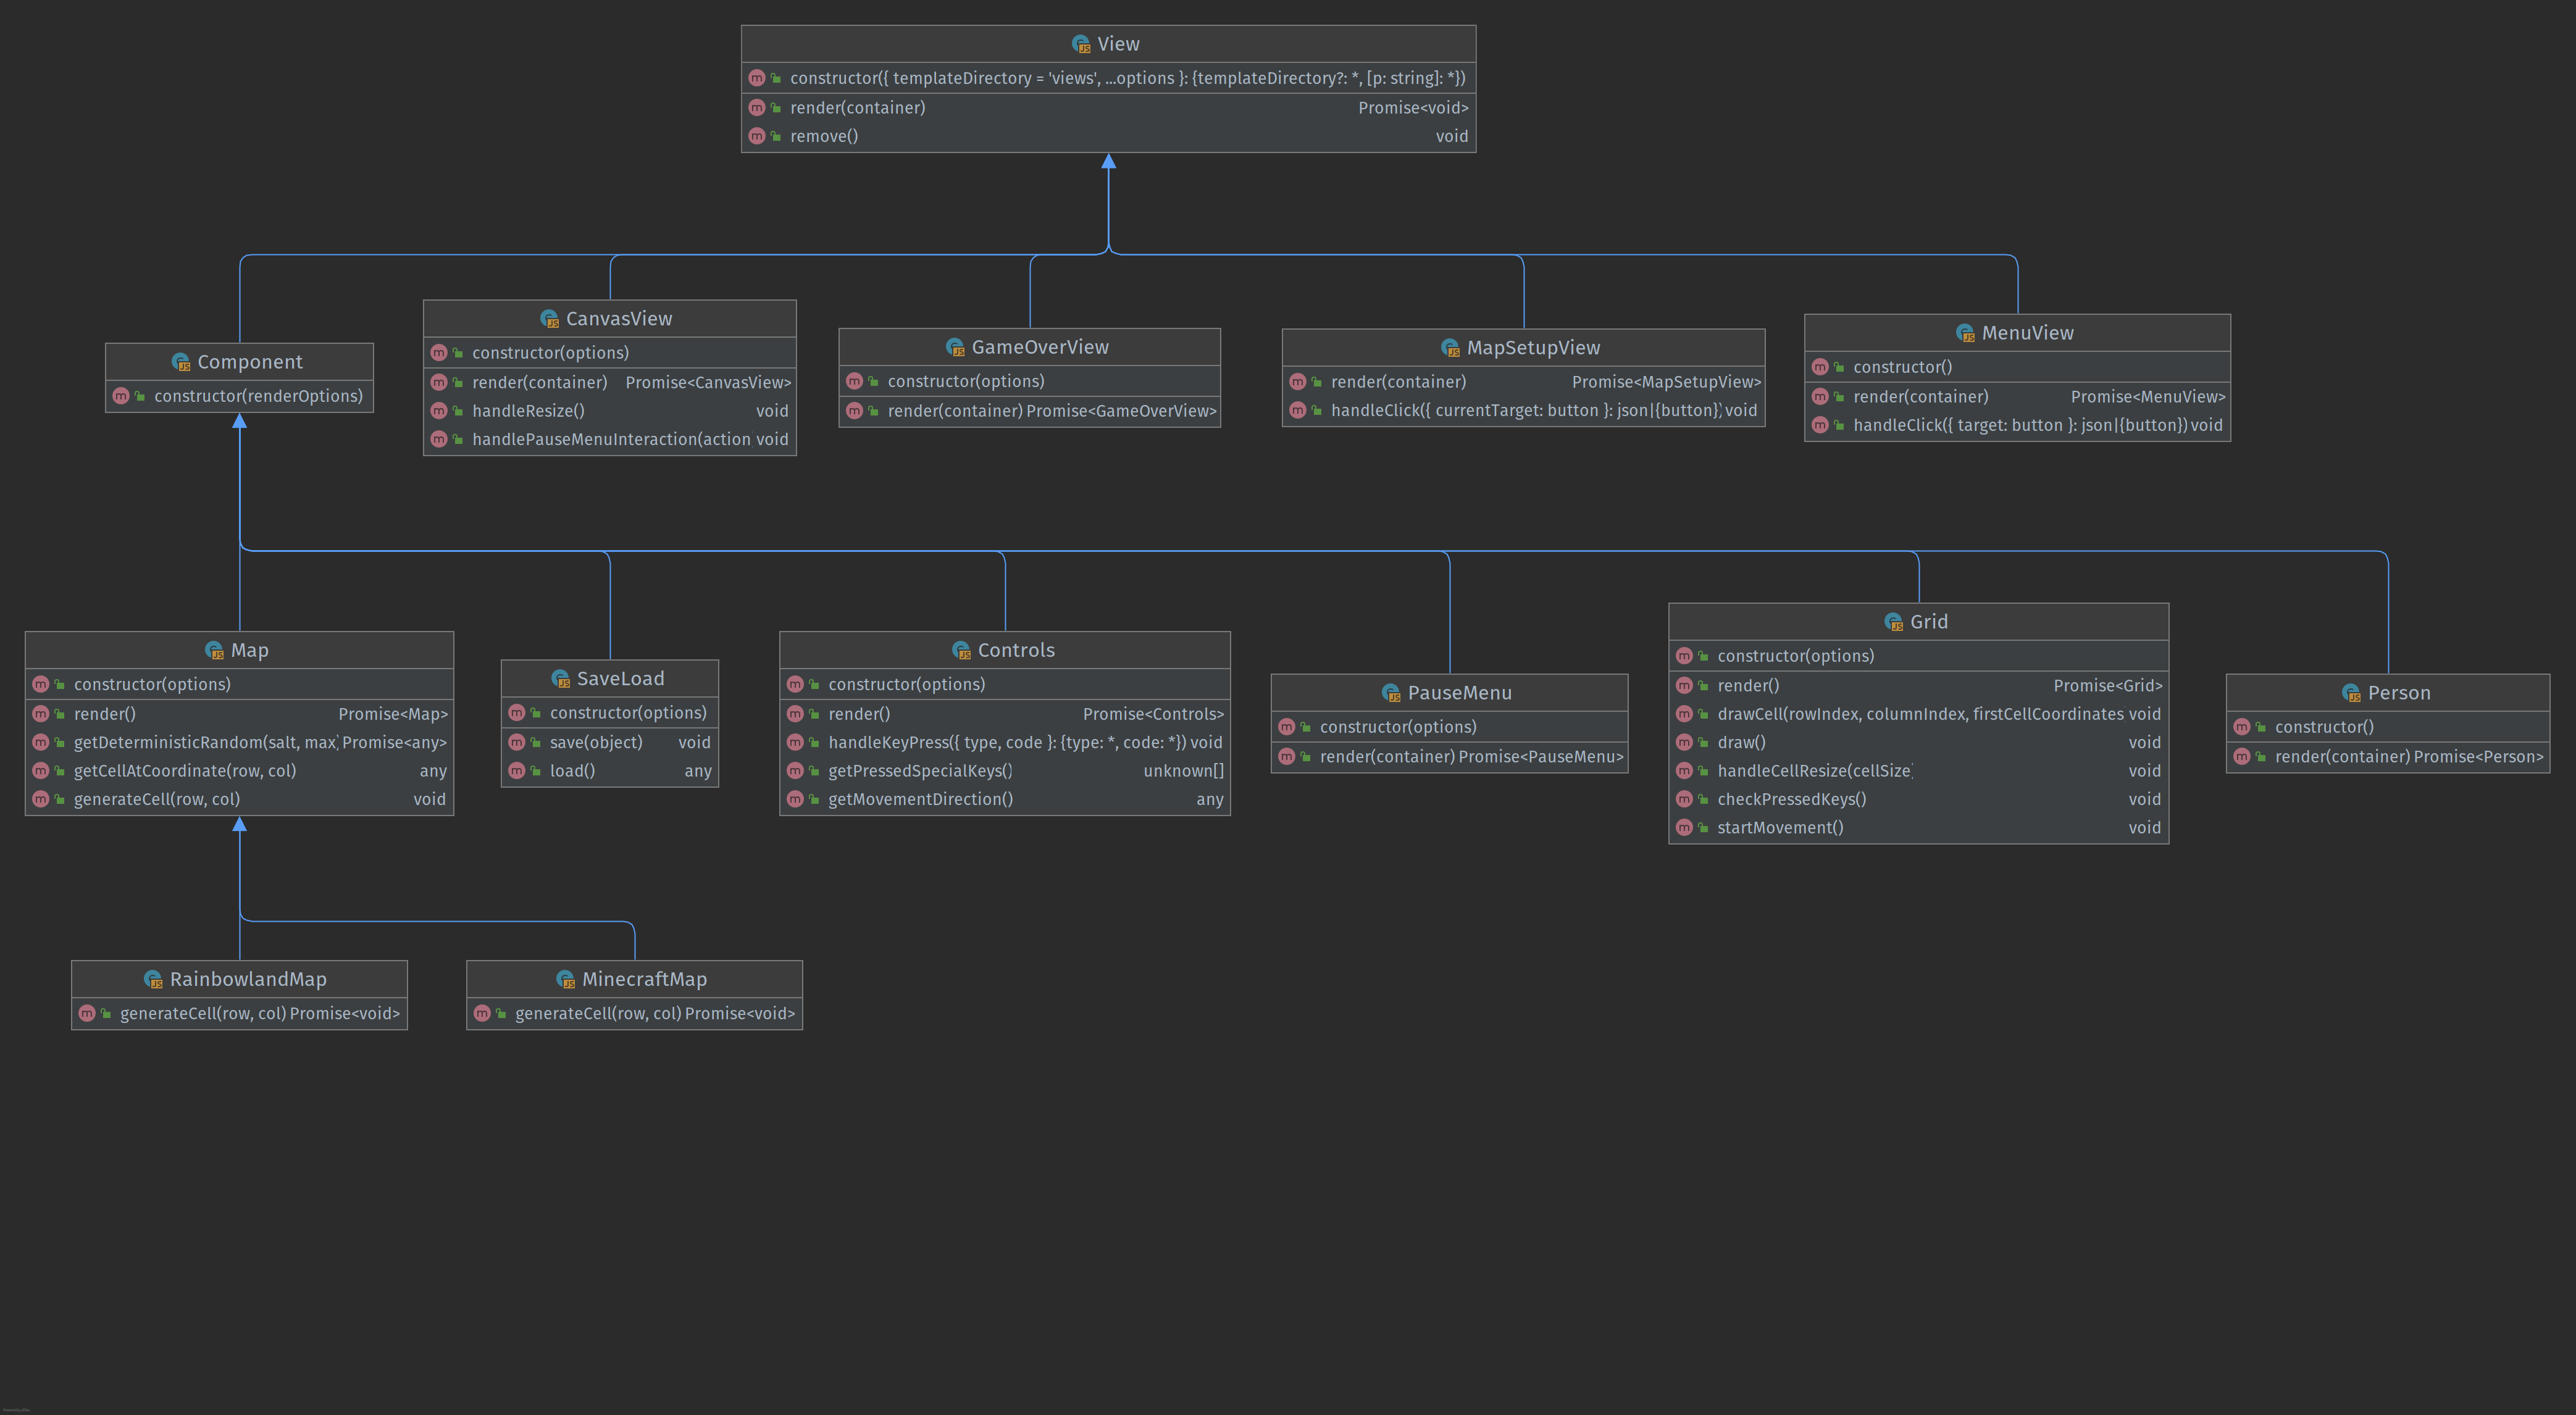 View
constructor({ templateDirectory = 'views', ...options }: {templateDirectory?: *, [p: string]: *})
render(container) Promise<void>
remove() void
Component
constructor(renderOptions)
CanvasView
constructor(options)
render(container) Promise<CanvasView>
handleResize() void
handlePauseMenuInteraction(action void
GameOverView
constructor(options)
render(container) Promise<GameOverView>
MapSetupView
render(container) Promise<MapSetupView>
handleClick({ currentTarget: button }: json|{button}) void
MenuView
constructor()
render(container) Promise<MenuView>
handleClick({ target: button }: json|{button}) void
Map
constructor(options)
render() Promise<Map>
getDeterministicRandom(salt, max) Promise<any>
getCellAtCoordinate(row, col) any
generateCell(row, col) void
SaveLoad
constructor(options)
save(object) void
load() any
Controls
constructor(options)
render() Promise<Controls>
handleKeyPress({ type, code }: {type: *, code: *}) void
getPressedSpecialKeys() unknown[]
getMovementDirection() any
PauseMenu
constructor(options)
render(container) Promise<PauseMenu>
Grid
constructor(options)
render() Promise<Grid>
drawCell(rowIndex, columnIndex, firstCellCoordinates void
draw() void
handleCellResize(cellSize) void
checkPressedKeys() void
startMovement() void
Person
constructor()
render(container) Promise<Person>
RainbowlandMap
generateCell(row, col) Promise<void>
MinecraftMap
generateCell(row, col) Promise<void>